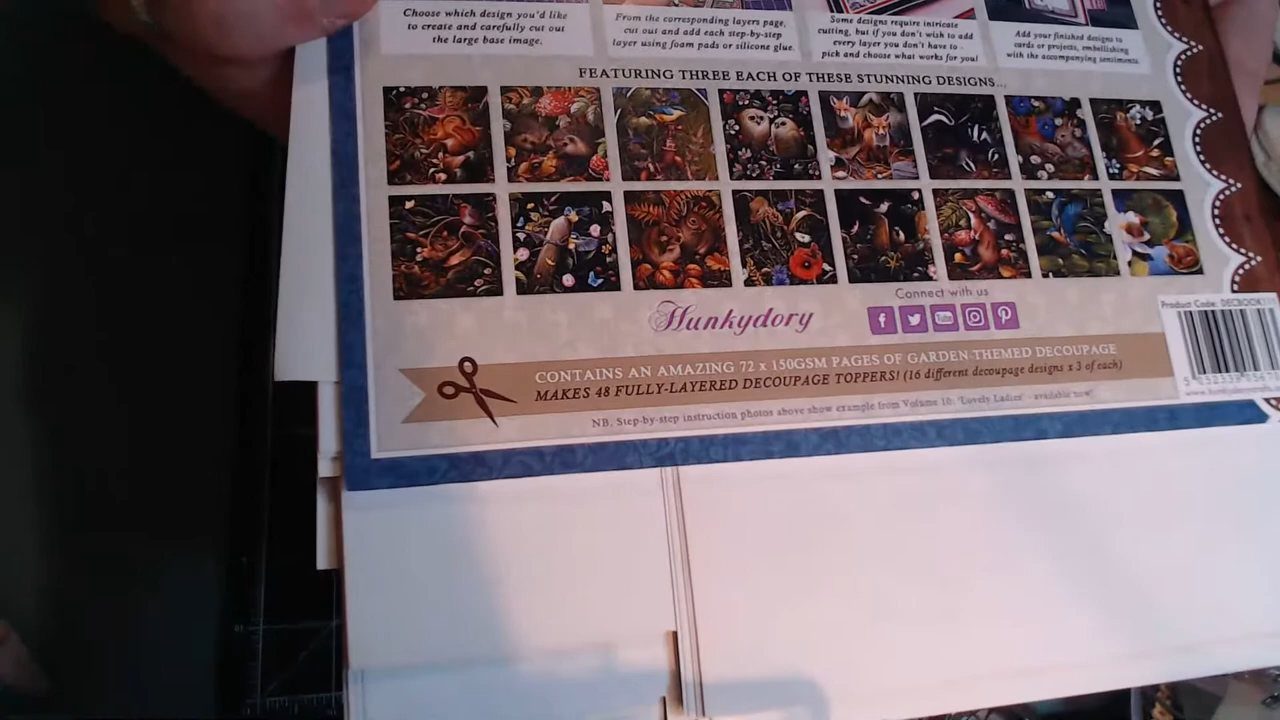 Choose which design you'd like
to create and carefully cut out
the large base image.
From the corresponding layers page,
cut out and add each step-by-step
layer using foam pads or silicone glue.
Some designs require intricate
cutting, but if you don't wish to add
every layer you don't have to -
pick and choose what works for you!
Add your finished designs to
cards or projects, embellishing
with the accompanying sentiments.
FEATURING THREE EACH OF THESE STUNNING DESIGNS...
Hunkydory
Connect with us
CONTAINS AN AMAZING 72 x 150GSM PAGES OF GARDEN-THEMED DECOUPAGE
MAKES 48 FULLY-LAYERED DECOUPAGE TOPPERS! (16 different decoupage designs x 3 of each)
NB. Step-by-step instruction photos above show example from Volume 10: 'Lovely Ladies' - available now!
Product Code: